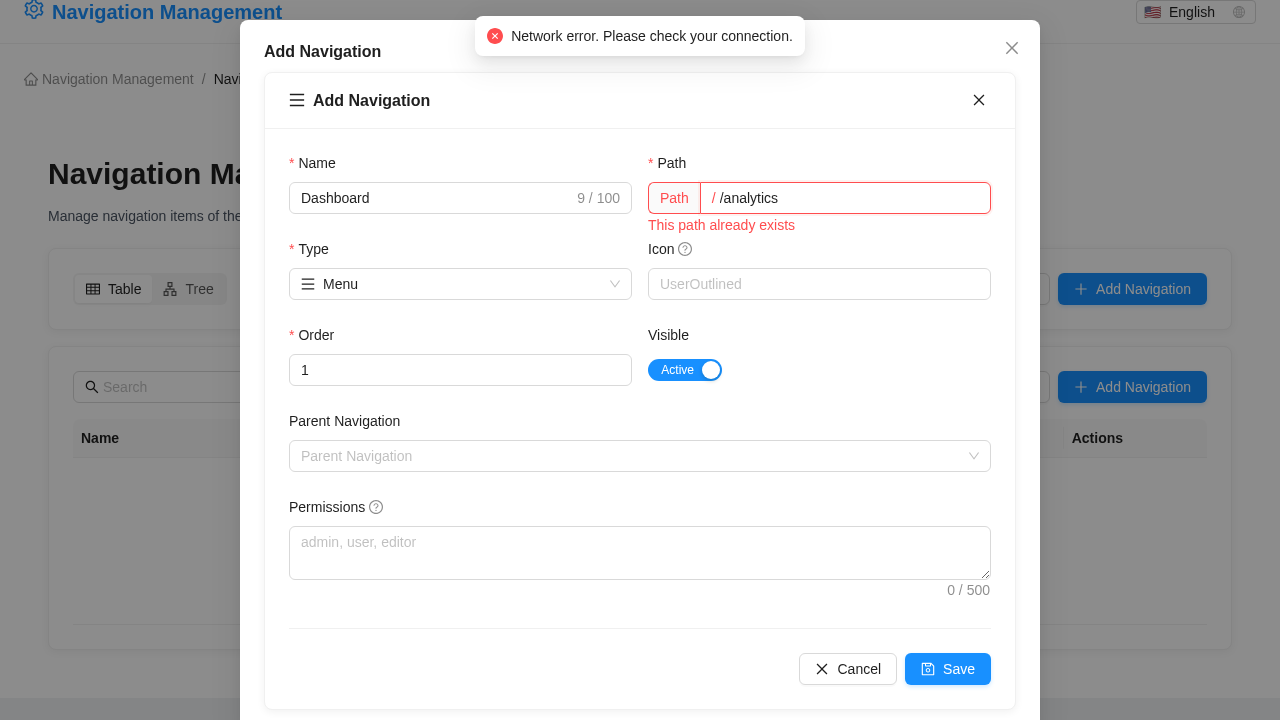 Navigation Management
English
Network error. Please check your connection.
Add Navigation
Navigation Management / Navi
Add Navigation
Navigation Ma
Manage navigation items of the
* Name
Dashboard 9 / 100
* Path
Path / /analytics
This path already exists
* Type
Menu
Icon
UserOutlined
Table Tree
Add Navigation
* Order
1
Visible
Active
Search
Add Navigation
Name
Actions
Parent Navigation
Parent Navigation
Permissions
admin, user, editor
0 / 500
Cancel Save